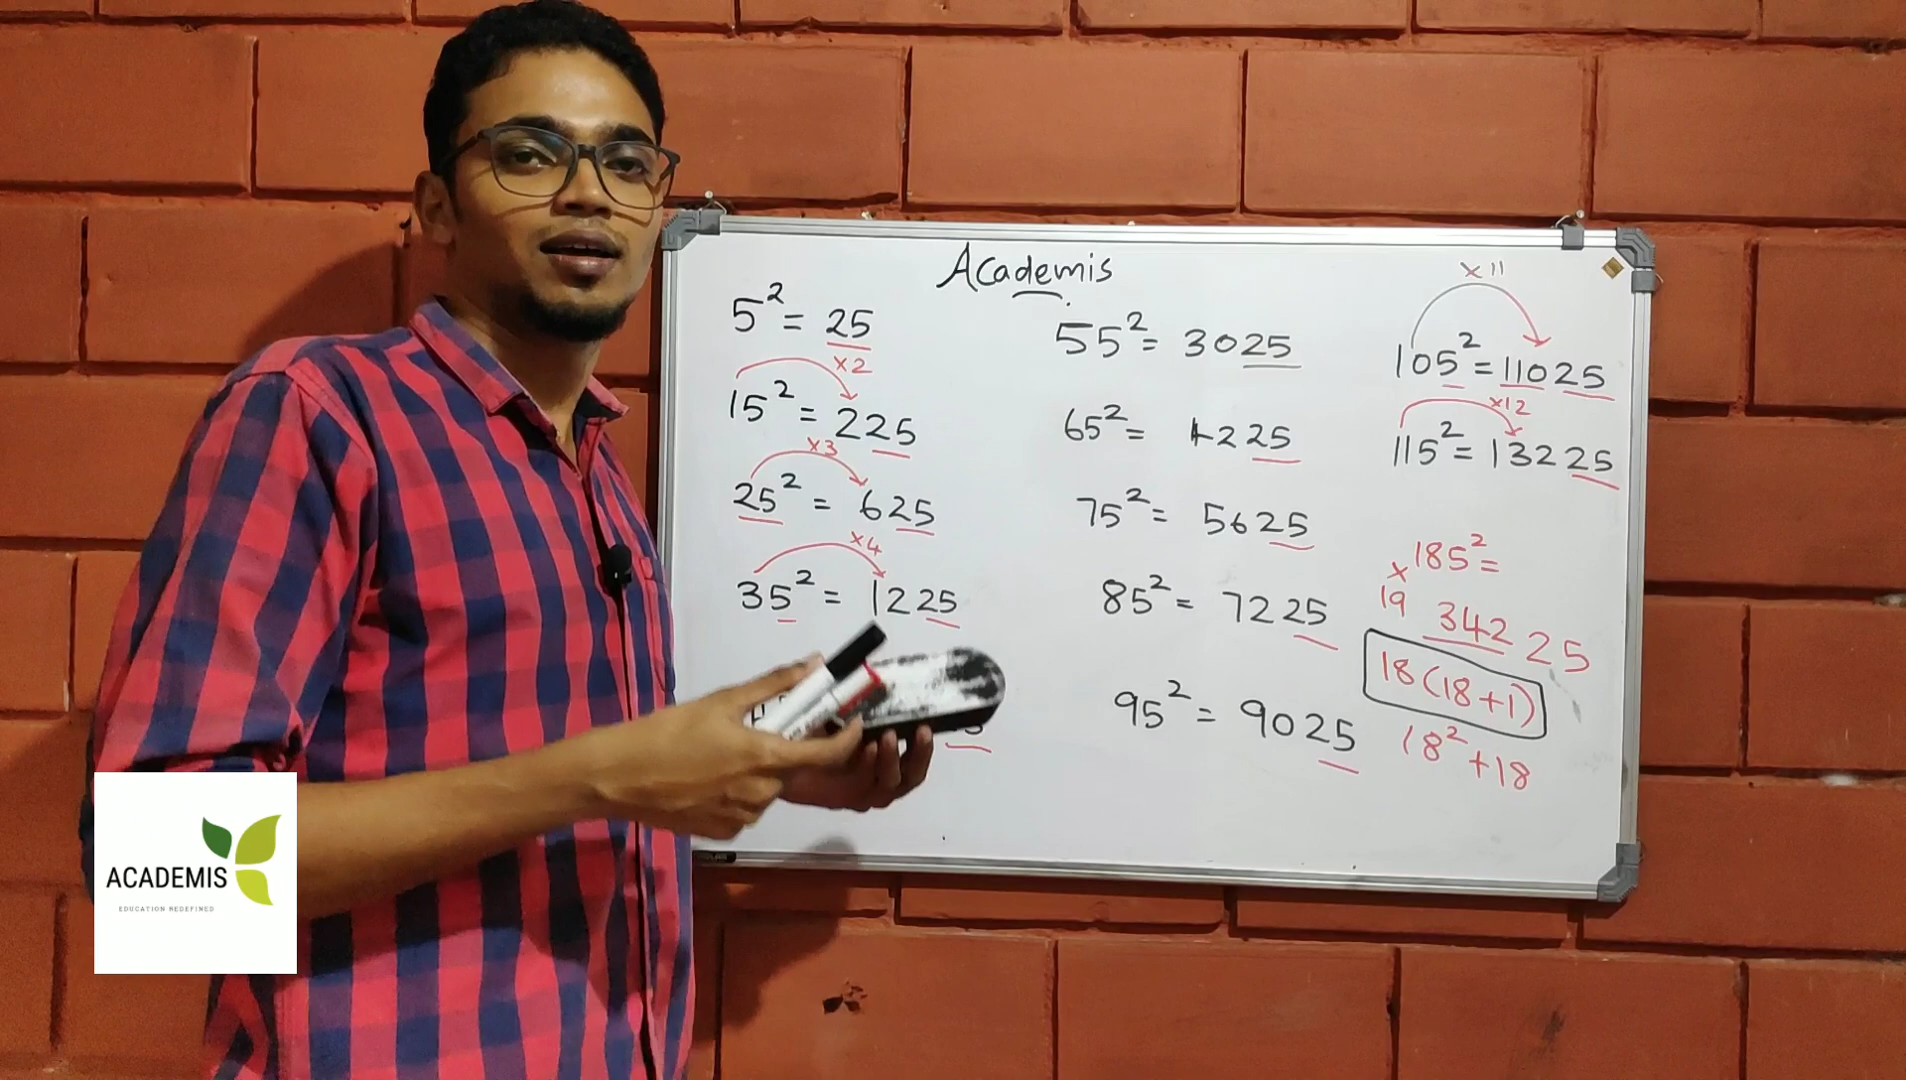 Academis
5² = 25
×2
15² = 225
×3
25² = 625
×4
35² = 1225
55² = 3025
65² = 4225
75² = 5625
85² = 7225
95² = 9025
×11
105² = 11025
×12
115² = 13225
185² =
×
19
34225
18(18+1)
18² +18
ACADEMIS
EDUCATION REDEFINED